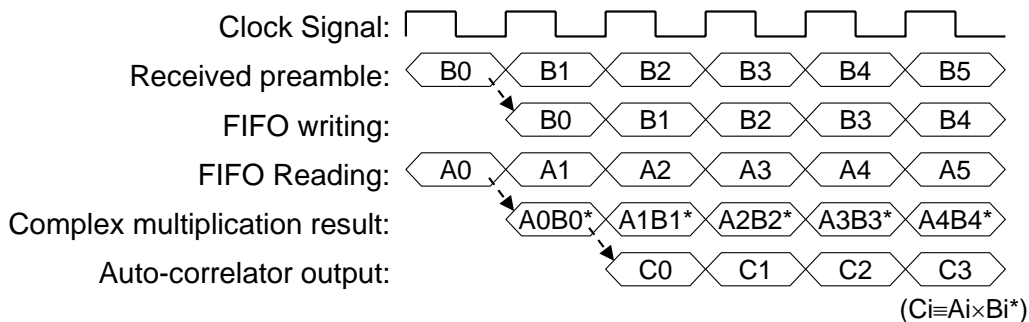 Clock Signal:
Received preamble: B0 B1 B2 B3 B4 B5
FIFO writing: B0 B1 B2 B3 B4
FIFO Reading: A0 A1 A2 A3 A4 A5
Complex multiplication result: A0B0* A1B1* A2B2* A3B3* A4B4*
Auto-correlator output: C0 C1 C2 C3
(Ci≡Ai×Bi*)